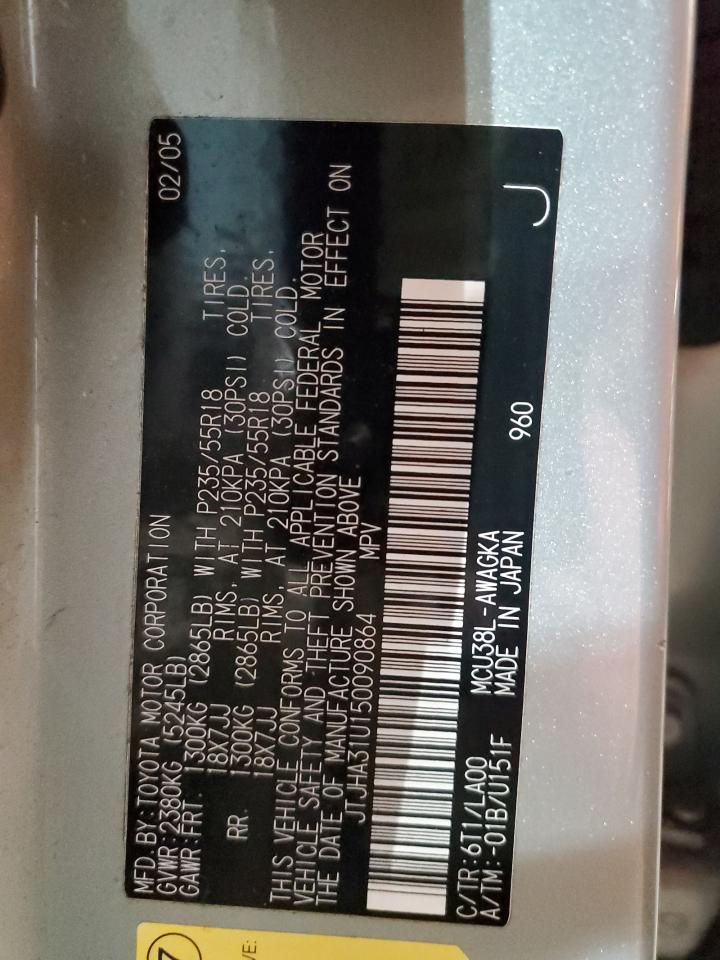 MFD.BY:TOYOTA MOTOR CORPORATION 02/05
GVWR:2380KG (5245LB)
GAWR:FRT. 1300KG (2865LB) WITH P235/55R18 TIRES,
18X7JJ RIMS, AT 210KPA (30PSI) COLD.
RR. 1300KG (2865LB) WITH P235/55R18 TIRES,
18X7JJ RIMS, AT 210KPA (30PSI) COLD.
THIS VEHICLE CONFORMS TO ALL APPLICABLE FEDERAL MOTOR
VEHICLE SAFETY AND THEFT PREVENTION STANDARDS IN EFFECT ON
THE DATE OF MANUFACTURE SHOWN ABOVE
JTJHA31U150090864 MPV
C/TR:6T1/LA00 MCU38L-AWAGKA 960 J
A/TM:-01B/U151F MADE IN JAPAN
7
VE: